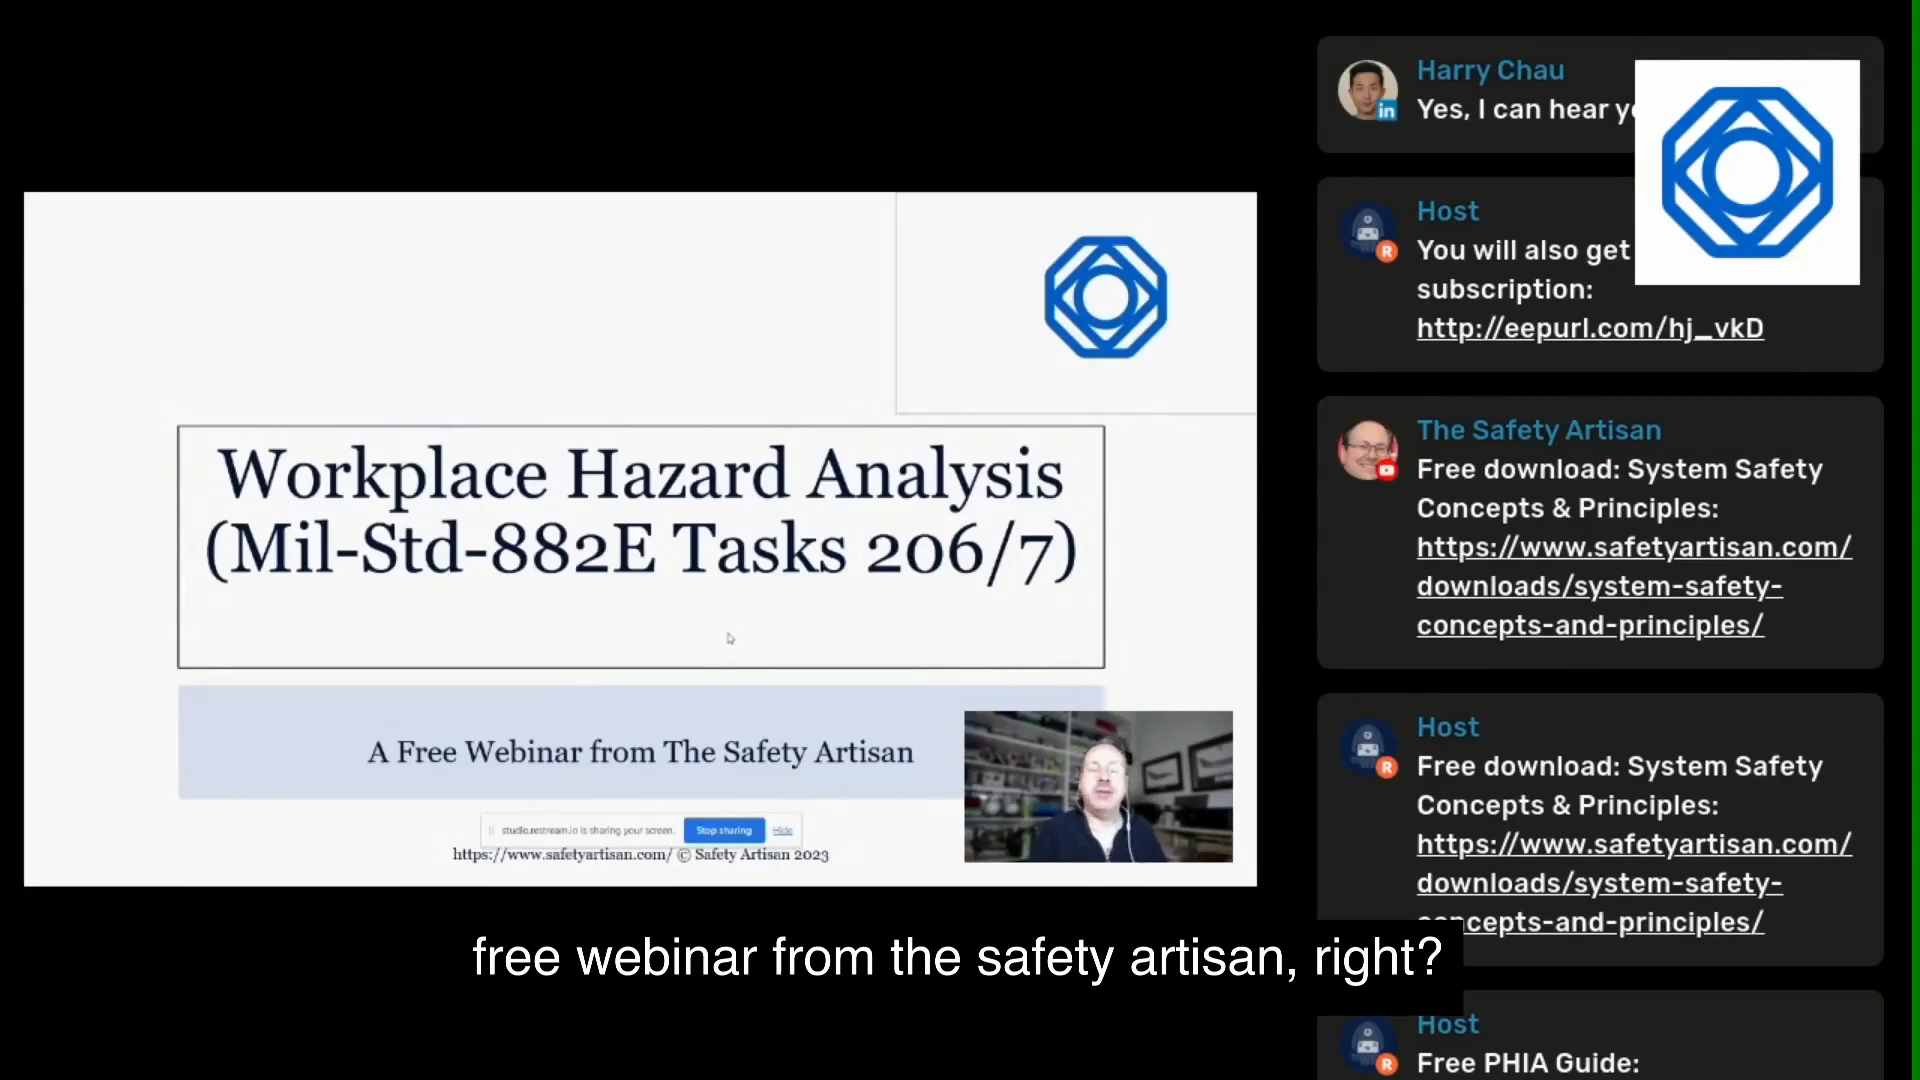 Workplace Hazard Analysis
(Mil-Std-882E Tasks 206/7)
A Free Webinar from The Safety Artisan
studio.restream.io is sharing your screen.
Stop sharing
Hide
https://www.safetyartisan.com/ © Safety Artisan 2023
free webinar from the safety artisan, right?
Harry Chau
in
Yes, I can hear
Host
R
You will also get
subscription:
http://eepurl.com/hj_vkD
The Safety Artisan
Free download: System Safety
Concepts & Principles:
https://www.safetyartisan.com/
downloads/system-safety-
concepts-and-principles/
Host
R
Free download: System Safety
Concepts & Principles:
https://www.safetyartisan.com/
downloads/system-safety-
concepts-and-principles/
Host
R
Free PHIA Guide: